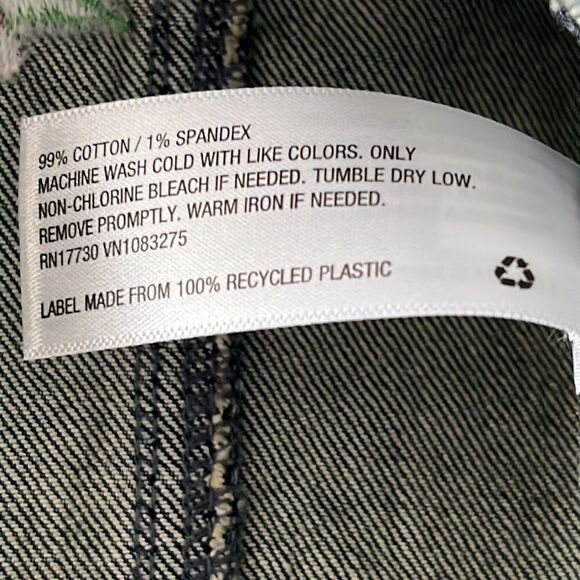 99% COTTON / 1% SPANDEX
MACHINE WASH COLD WITH LIKE COLORS. ONLY
NON-CHLORINE BLEACH IF NEEDED. TUMBLE DRY LOW.
REMOVE PROMPTLY. WARM IRON IF NEEDED.
RN17730 VN1083275
LABEL MADE FROM 100% RECYCLED PLASTIC